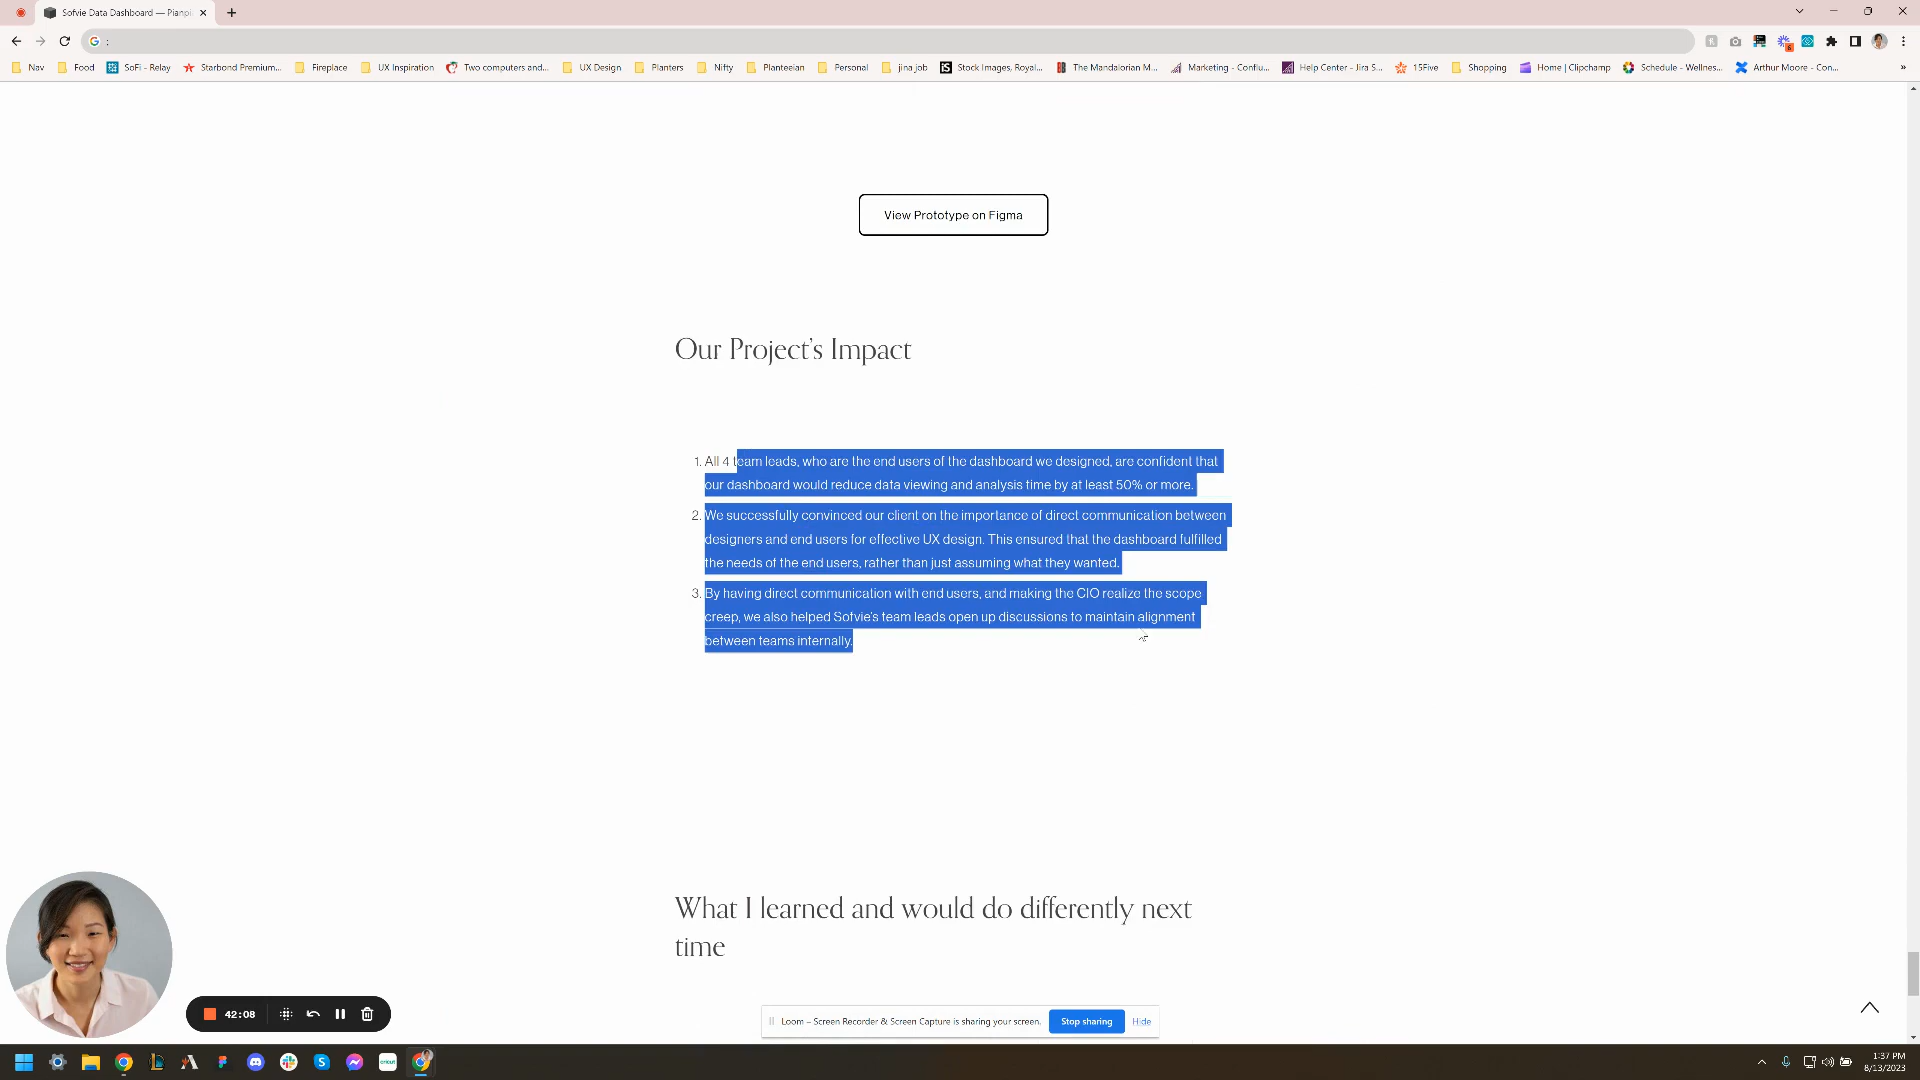 Sofvie Data Dashboard — Pianpi
:
Nav
Food
SoFi - Relay
Starbond Premium...
Fireplace
UX Inspiration
Two computers and...
UX Design
Planters
Nifty
Planteeian
Personal
jina job
Stock Images, Royal...
The Mandalorian M...
Marketing - Conflu...
Help Center - Jira S...
15Five
Shopping
Home | Clipchamp
Schedule - Wellnes...
Arthur Moore - Con...
»
View Prototype on Figma
Our Project's Impact
1. All 4 team leads, who are the end users of the dashboard we designed, are confident that
our dashboard would reduce data viewing and analysis time by at least 50% or more.
2. We successfully convinced our client on the importance of direct communication between
designers and end users for effective UX design. This ensured that the dashboard fulfilled
the needs of the end users, rather than just assuming what they wanted.
3. By having direct communication with end users, and making the CIO realize the scope
creep, we also helped Sofvie's team leads open up discussions to maintain alignment
between teams internally.
What I learned and would do differently next
time
42:08
Loom – Screen Recorder & Screen Capture is sharing your screen.
Stop sharing
Hide
1:37 PM
8/13/2023